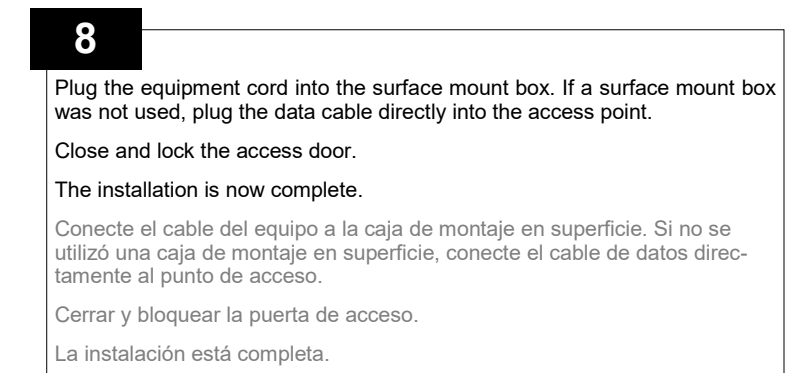 8
Plug the equipment cord into the surface mount box. If a surface mount box
was not used, plug the data cable directly into the access point.
Close and lock the access door.
The installation is now complete.
Conecte el cable del equipo a la caja de montaje en superficie. Si no se
utilizó una caja de montaje en superficie, conecte el cable de datos direc-
tamente al punto de acceso.
Cerrar y bloquear la puerta de acceso.
La instalación está completa.